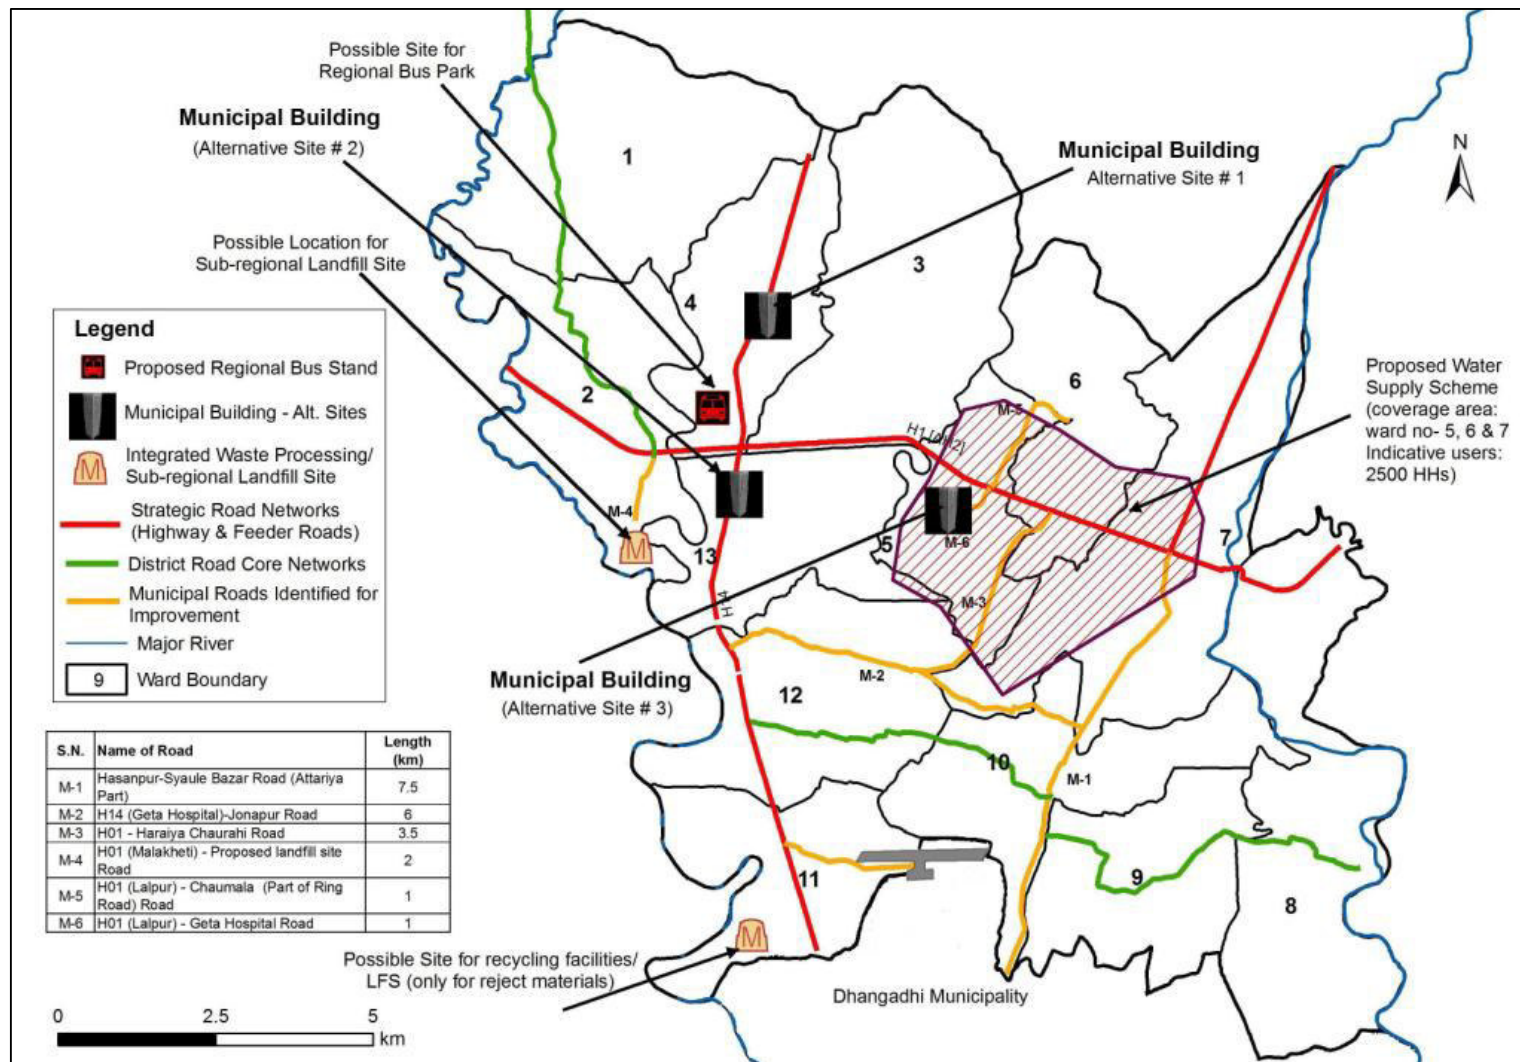 Possible Site for
Regional Bus Park
Municipal Building
(Alternative Site # 2)
Possible Location for
Sub-regional Landfill Site
Municipal Building
Alternative Site # 1
N
1
3
4
2
6
Legend
Proposed Regional Bus Stand
Municipal Building - Alt. Sites
M
Integrated Waste Processing/
Sub-regional Landfill Site
Strategic Road Networks
(Highway & Feeder Roads)
District Road Core Networks
Municipal Roads Identified for
Improvement
Major River
9
Ward Boundary
Proposed Water
Supply Scheme
(coverage area:
ward no- 5, 6 & 7
Indicative users:
2500 HHs)
M-5
H1 [AH2]
M-4
M
13
5
M-6
7
H14
M-3
Municipal Building
(Alternative Site # 3)
M-2
12
10
M-1
11
9
8
S.N. Name of Road Length
(km)
M-1 Hasanpur-Syaule Bazar Road (Attariya
Part) 7.5
M-2 H14 (Geta Hospital)-Jonapur Road 6
M-3 H01 - Haraiya Chaurahi Road 3.5
M-4 H01 (Malakheti) - Proposed landfill site
Road 2
M-5 H01 (Lalpur) - Chaumala (Part of Ring
Road) Road 1
M-6 H01 (Lalpur) - Geta Hospital Road 1
M
Possible Site for recycling facilities/
LFS (only for reject materials)
Dhangadhi Municipality
0 2.5 5
km